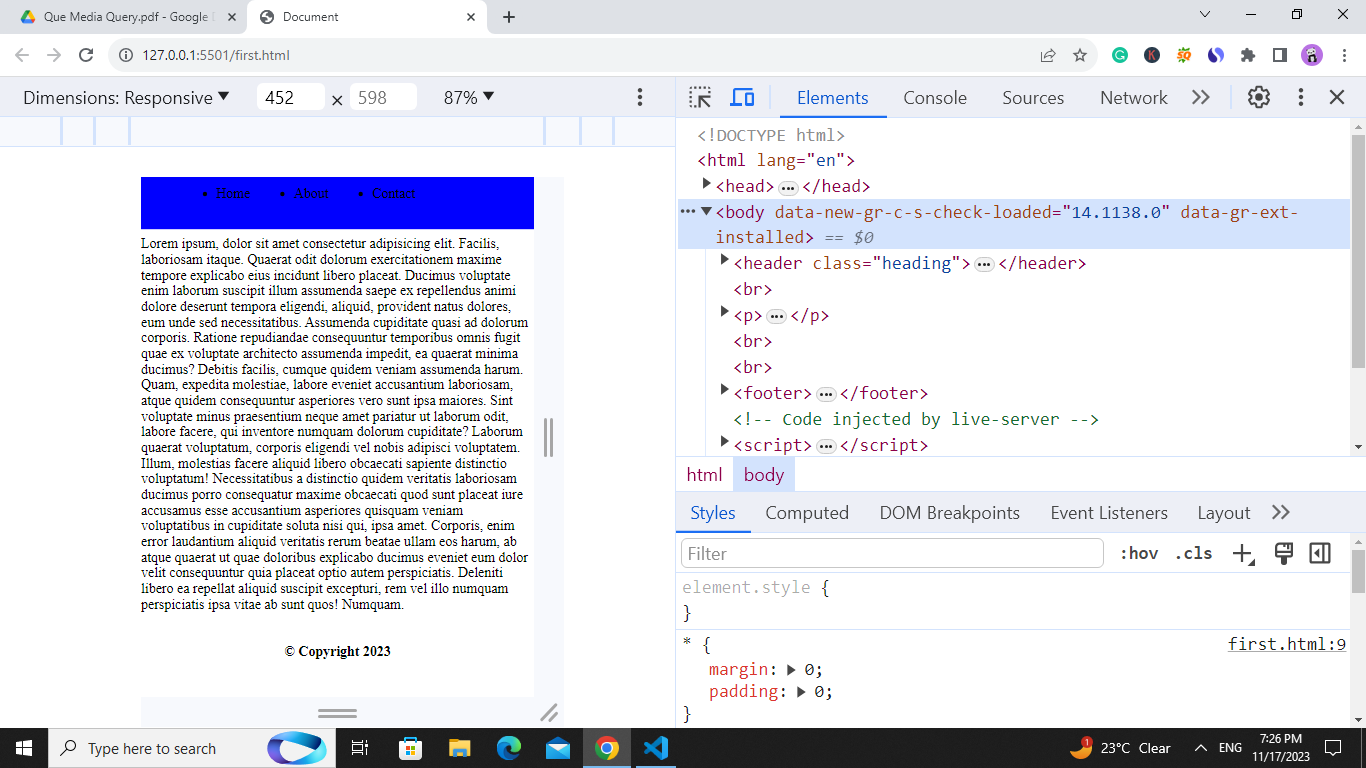 Que Media Query.pdf - Google
Document
127.0.0.1:5501/first.html
Dimensions: Responsive
452 × 598
87%
Elements
Console
Sources
Network
Home
About
Contact
Lorem ipsum, dolor sit amet consectetur adipisicing elit. Facilis,
laboriosam itaque. Quaerat odit dolorum exercitationem maxime
tempore explicabo eius incidunt libero placeat. Ducimus voluptate
enim laborum suscipit illum assumenda saepe ex repellendus animi
dolore deserunt tempora eligendi, aliquid, provident natus dolores,
eum unde sed necessitatibus. Assumenda cupiditate quasi ad dolorum
corporis. Ratione repudiandae consequuntur temporibus omnis fugit
quae ex voluptate architecto assumenda impedit, ea quaerat minima
ducimus? Debitis facilis, cumque quidem veniam assumenda harum.
Quam, expedita molestiae, labore eveniet accusantium laboriosam,
atque quidem consequuntur asperiores vero sunt ipsa maiores. Sint
voluptate minus praesentium neque amet pariatur ut laborum odit,
labore facere, qui inventore numquam dolorum cupiditate? Laborum
quaerat voluptatum, corporis eligendi vel nobis adipisci voluptatem.
Illum, molestias facere aliquid libero obcaecati sapiente distinctio
voluptatum! Necessitatibus a distinctio quidem veritatis laboriosam
ducimus porro consequatur maxime obcaecati quod sunt placeat iure
accusamus esse accusantium asperiores quisquam veniam
voluptatibus in cupiditate soluta nisi qui, ipsa amet. Corporis, enim
error laudantium aliquid veritatis rerum beatae ullam eos harum, ab
atque quaerat ut quae doloribus explicabo ducimus eveniet eum dolor
velit consequuntur quia placeat optio autem perspiciatis. Deleniti
libero ea repellat aliquid suscipit excepturi, rem vel illo numquam
perspiciatis ipsa vitae ab sunt quos! Numquam.
© Copyright 2023
<!DOCTYPE html>
<html lang="en">
<head>…</head>
<body data-new-gr-c-s-check-loaded="14.1138.0" data-gr-ext-
installed> == $0
<header class="heading">…</header>
<br>
<p>…</p>
<br>
<br>
<footer>…</footer>
<!-- Code injected by live-server -->
<script>…</script>
html
body
Styles
Computed
DOM Breakpoints
Event Listeners
Layout
Filter
:hov
.cls
element.style {
}
* {
first.html:9
margin: 0;
padding: 0;
}
Type here to search
1
23°C Clear
ENG
7:26 PM
11/17/2023